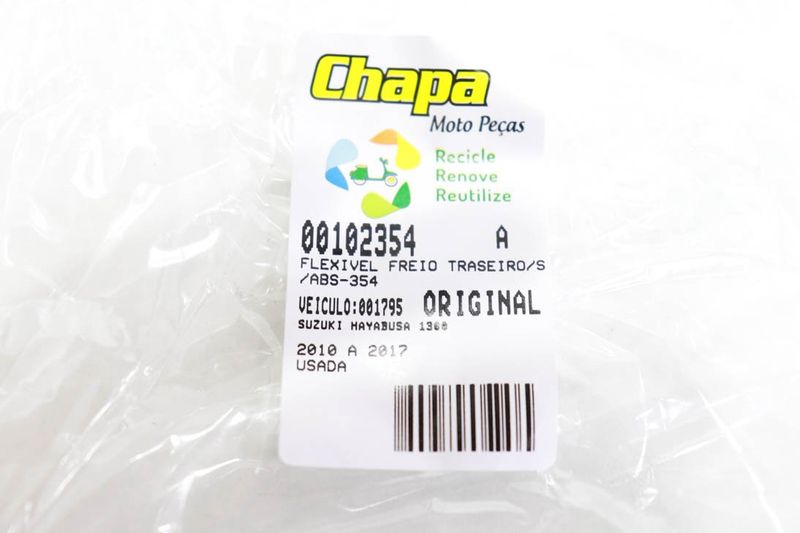 Chapa
Moto Peças
Recicle
Renove
Reutilize
00102354 A
FLEXIVEL FREIO TRASEIRO/S
/ABS-354
VEICULO:001795 ORIGINAL
SUZUKI HAYABUSA 1300
2010 A 2017
USADA